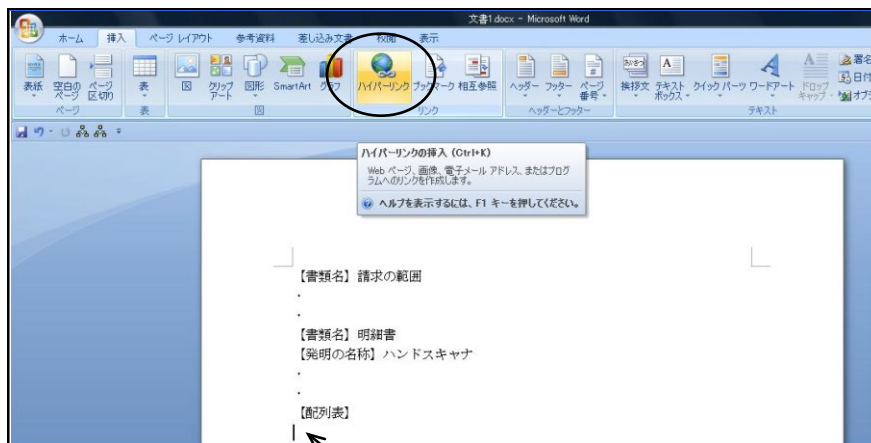 文書1.docx - Microsoft Word
ホーム 挿入 ページ レイアウト 参考資料 差し込み文書 校閲 表示
表紙 空白のページ ページ区切り 表 図 クリップアート 図形 SmartArt グラフ ハイパーリンク ブックマーク 相互参照 ヘッダー フッター ページ番号 挨拶文 テキストボックス クイック パーツ ワードアート ドロップキャップ 署名 日付 オブ
ページ 表 図 リンク ヘッダーとフッター テキスト
ハイパーリンクの挿入 (Ctrl+K)
Web ページ、画像、電子メール アドレス、またはプログ
ラムへのリンクを作成します。
ヘルプを表示するには、F1 キーを押してください。
【書類名】請求の範囲
・
・
【書類名】明細書
【発明の名称】ハンドスキャナ
・
・
【配列表】